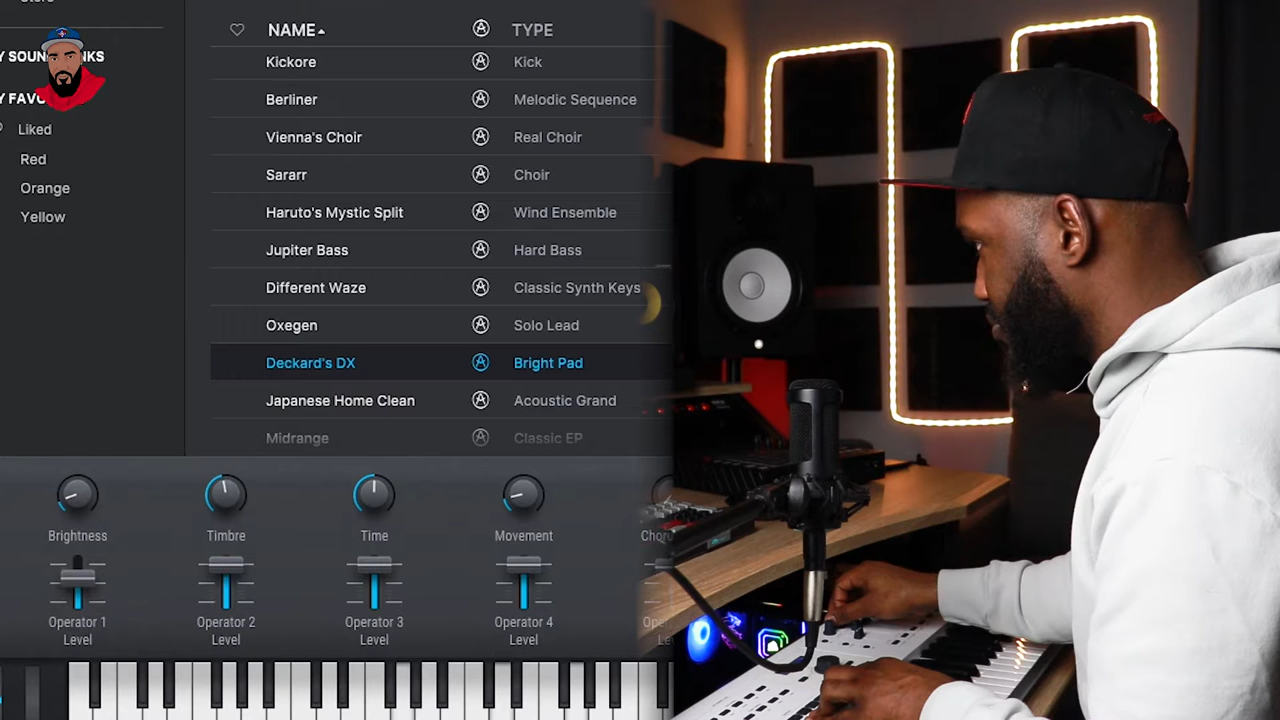 NAME TYPE
Kickore Kick
Berliner Melodic Sequence
Vienna's Choir Real Choir
Sararr Choir
Haruto's Mystic Split Wind Ensemble
Jupiter Bass Hard Bass
Different Waze Classic Synth Keys
Oxegen Solo Lead
Deckard's DX Bright Pad
Japanese Home Clean Acoustic Grand
Midrange Classic EP
Liked
Red
Orange
Yellow
Brightness Timbre Time Movement
Operator 1 Operator 2 Operator 3 Operator 4
Level Level Level Level